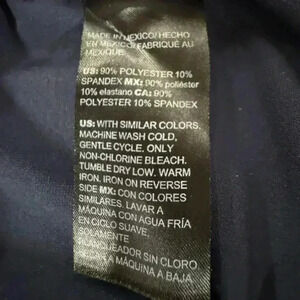 MADE IN MEXICO/ HECHO
EN MEXICO/ FABRIQUÉ AU
MEXIQUE
US: 90% POLYESTER 10%
SPANDEX MX: 90% poliéster
10% elastano CA: 90%
POLYESTER 10% SPANDEX
US: WITH SIMILAR COLORS.
MACHINE WASH COLD,
GENTLE CYCLE. ONLY
NON-CHLORINE BLEACH.
TUMBLE DRY LOW. WARM
IRON. IRON ON REVERSE
SIDE MX: CON COLORES
SIMILARES. LAVAR A
MÁQUINA CON AGUA FRÍA
EN CICLO SUAVE.
SOLAMENTE
BLANQUEADOR SIN CLORO
A MÁQUINA A BAJA